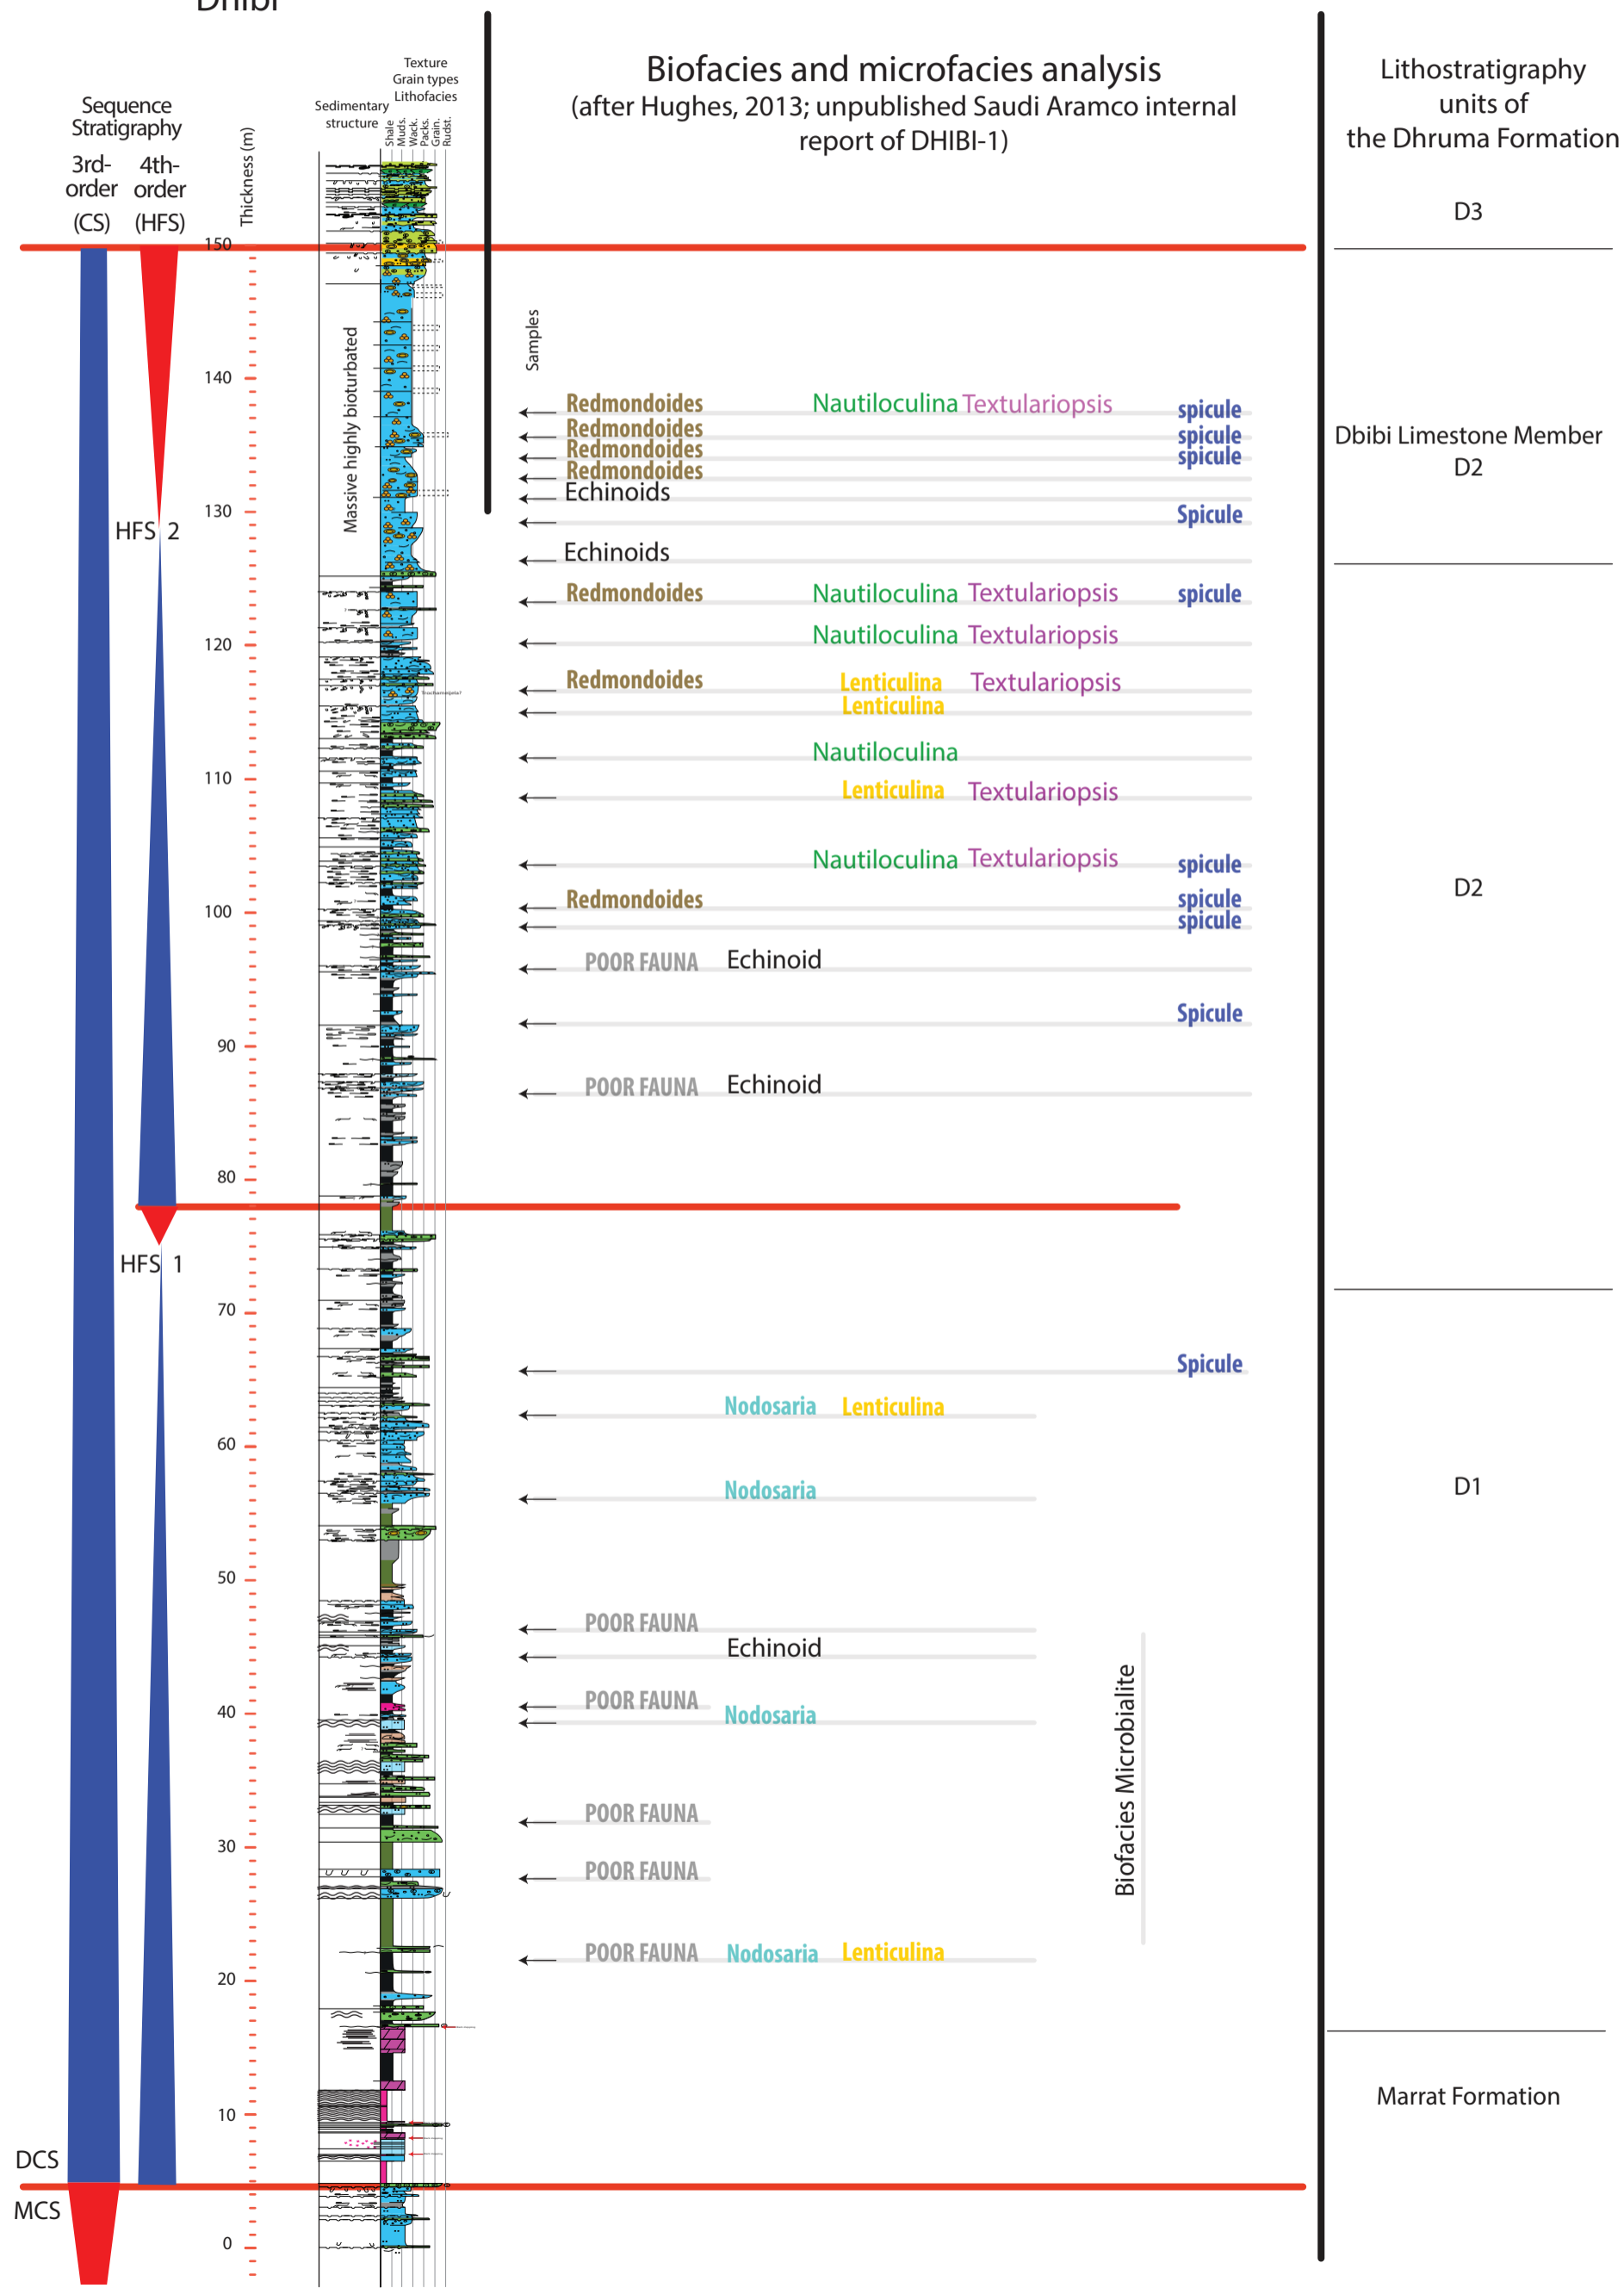 Dhibi
Biofacies and microfacies analysis
(after Hughes, 2013; unpublished Saudi Aramco internal
report of DHIBI-1)
Lithostratigraphy
units of
the Dhruma Formation
Sequence
Stratigraphy
3rd-
order
(CS)
4th-
order
(HFS)
Thickness (m)
Sedimentary
structure
Texture
Grain types
Lithofacies
Shale
Muds.
Wack.
Packs.
Grain.
Rudst.
D3
150
Massive highly bioturbated
Samples
140
Redmondoides Nautiloculina Textulariopsis spicule
Redmondoides spicule
Dbibi Limestone Member
D2
Redmondoides spicule
Redmondoides
Echinoids
130
Spicule
HFS 2
Echinoids
Redmondoides Nautiloculina Textulariopsis spicule
120
Nautiloculina Textulariopsis
Redmondoides Lenticulina Textulariopsis
Lenticulina
Nautiloculina
110
Lenticulina Textulariopsis
Nautiloculina Textulariopsis spicule
D2
100
Redmondoides spicule
spicule
POOR FAUNA Echinoid
Spicule
90
POOR FAUNA Echinoid
80
HFS 1
70
Spicule
Nodosaria Lenticulina
60
Nodosaria
D1
50
POOR FAUNA
Echinoid
POOR FAUNA
40
Nodosaria
Biofacies Microbialite
POOR FAUNA
30
POOR FAUNA
POOR FAUNA Nodosaria Lenticulina
20
Marrat Formation
10
DCS
MCS
0